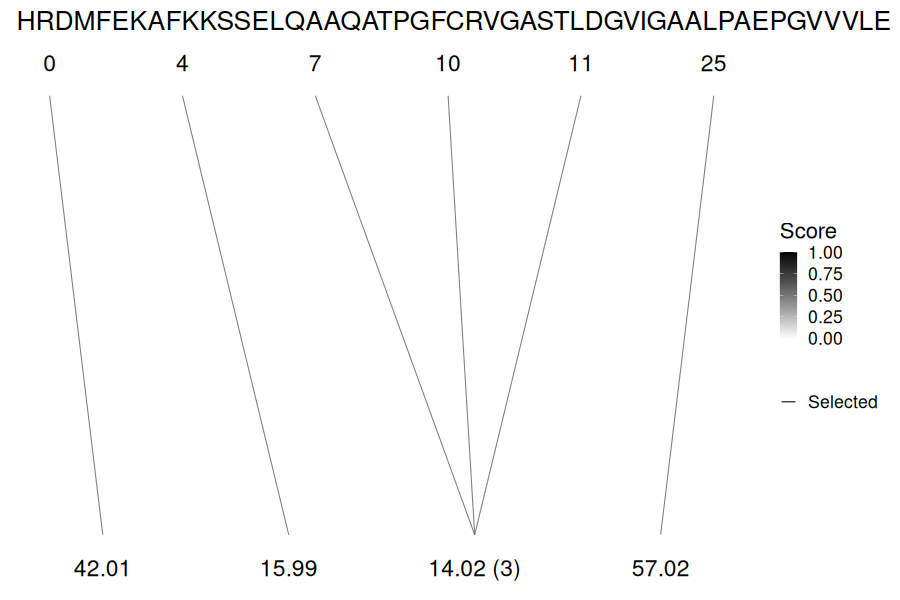 HRDMFEKAFKKSSELQAAQATPGFCRVGASTLDGVIGAALPAEPGVVVLE
0 4 7 10 11 25
Score
1.00
0.75
0.50
0.25
0.00
Selected
42.01 15.99 14.02 (3) 57.02